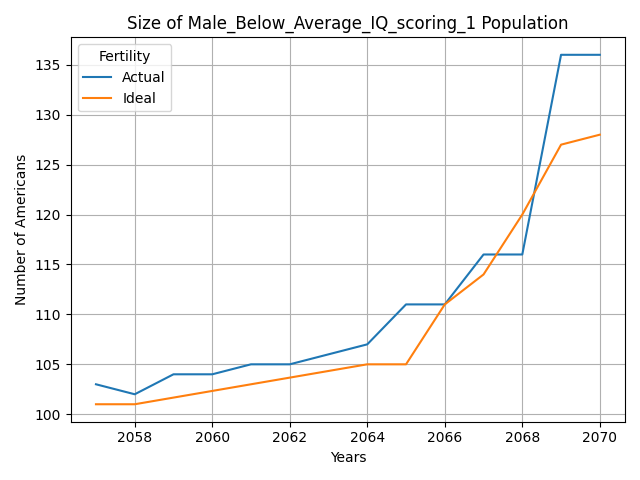 Size of Male_Below_Average_IQ_scoring_1 Population
Fertility
Actual
Ideal
135
130
125
120
115
110
105
100
Number of Americans
2058 2060 2062 2064 2066 2068 2070
Years